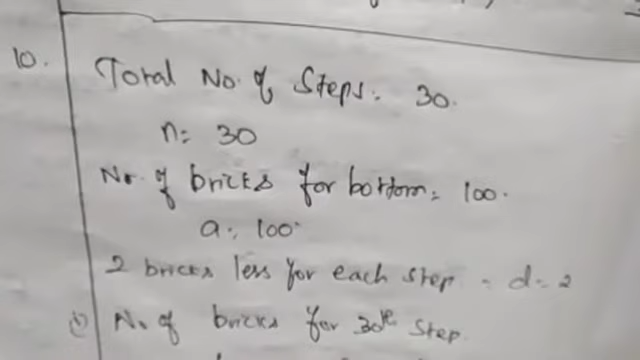 10.
Total No. of Steps: 30.
n = 30
No. of bricks for bottom = 100.
a = 100
2 bricks less for each step = d = 2
i) No. of bricks for 30th step